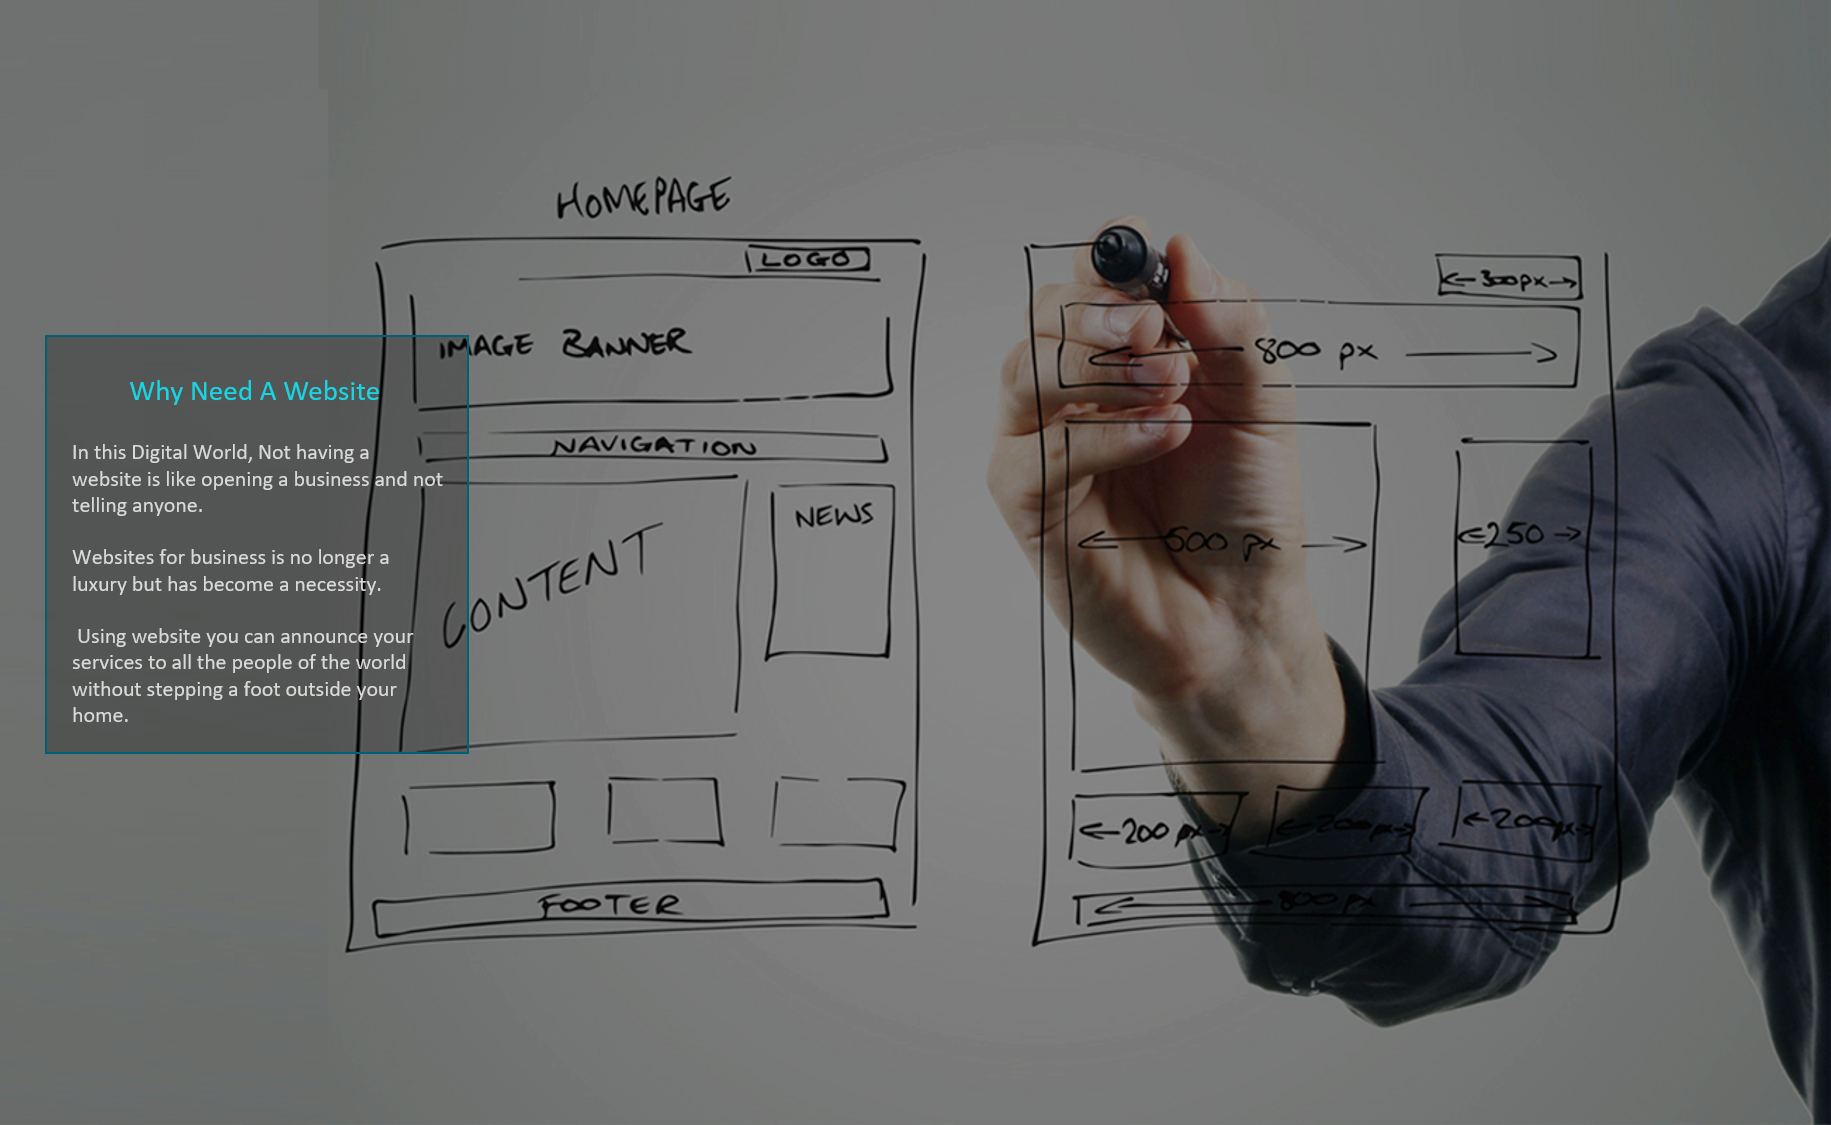 Why Need A Website
In this Digital World, Not having a
website is like opening a business and not
telling anyone.
Websites for business is no longer a
luxury but has become a necessity.
Using website you can announce your
services to all the people of the world
without stepping a foot outside your
home.
HOMEPAGE
LOGO
IMAGE BANNER
NAVIGATION
CONTENT
NEWS
FOOTER
300px
800 px
500 px
250
200 px
200px
200px
800 px